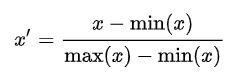 x′ = (x − min(x)) / (max(x) − min(x))